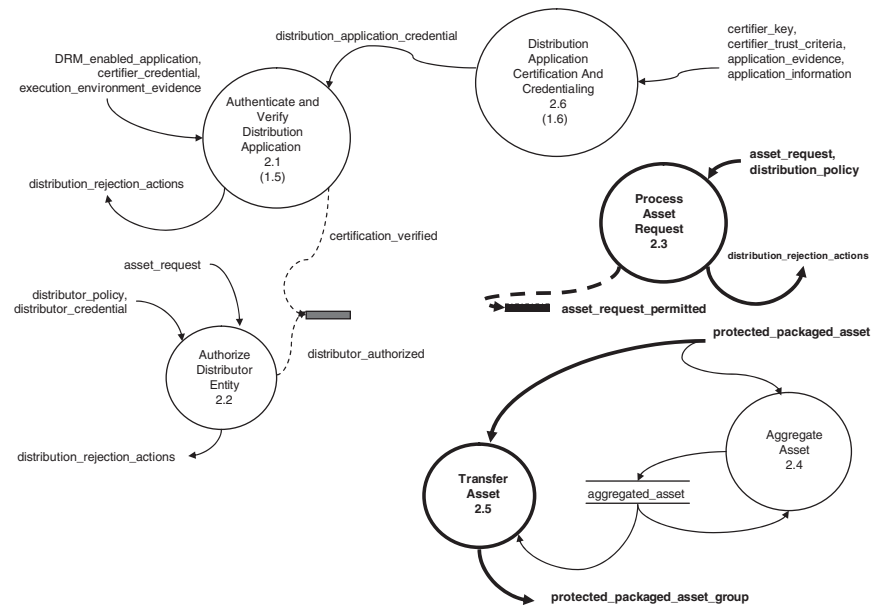 distribution_application_credential
DRM_enabled_application,
certifier_credential,
execution_environment_evidence
Authenticate and
Verify
Distribution
Application
2.1
(1.5)
Distribution
Application
Certification And
Credentialing
2.6
(1.6)
certifier_key,
certifier_trust_criteria,
application_evidence,
application_information
distribution_rejection_actions
certification_verified
asset_request,
distribution_policy
Process
Asset
Request
2.3
distribution_rejection_actions
asset_request_permitted
asset_request
distributor_policy,
distributor_credential
Authorize
Distributor
Entity
2.2
distributor_authorized
distribution_rejection_actions
protected_packaged_asset
Aggregate
Asset
2.4
Transfer
Asset
2.5
aggregated_asset
protected_packaged_asset_group